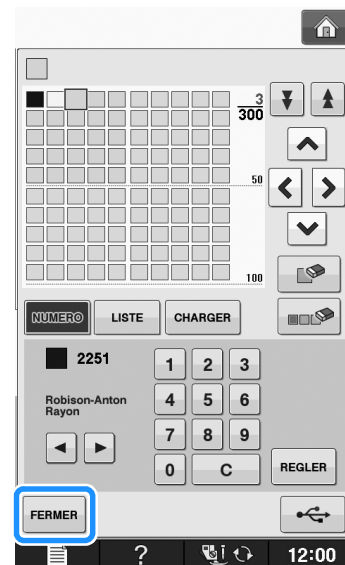 3
300
50
100
NUMERO LISTE CHARGER
2251
Robison-Anton
Rayon
1 2 3
4 5 6
7 8 9
0 C REGLER
FERMER
? 12:00